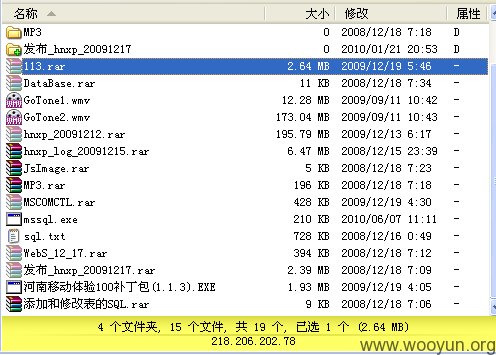 名称 大小 修改 属性
MP3 0 2008/12/18 7:18 D
发布_hnxp_20091217 0 2010/01/21 20:53 D
113.rar 2.64 MB 2009/12/19 5:46 -
DataBase.rar 11 KB 2008/12/18 7:34 -
GoTone1.wmv 12.28 MB 2009/09/11 10:42 -
GoTone2.wmv 173.04 MB 2009/09/11 10:43 -
hnxp_20091212.rar 195.79 MB 2009/12/13 6:17 -
hnxp_log_20091215.rar 6.47 MB 2008/12/15 23:39 -
JsImage.rar 5 KB 2008/12/18 7:23 -
MP3.rar 196 KB 2008/12/18 7:18 -
MSCOMCTL.rar 428 KB 2009/12/19 4:30 -
mssql.exe 210 KB 2010/06/07 11:11 -
sql.txt 728 KB 2008/12/16 0:49 -
WebS_12_17.rar 394 KB 2008/12/18 7:12 -
发布_hnxp_20091217.rar 2.39 MB 2008/12/18 7:09 -
河南移动体验100补丁包(1.1.3).EXE 1.93 MB 2009/12/19 4:05 -
添加和修改表的SQL.rar 9 KB 2008/12/18 7:06 -
4 个文件夹, 15 个文件, 共 19 个, 已选 1 个 (2.64 MB)
218.206.202.78
www.wooyun.org